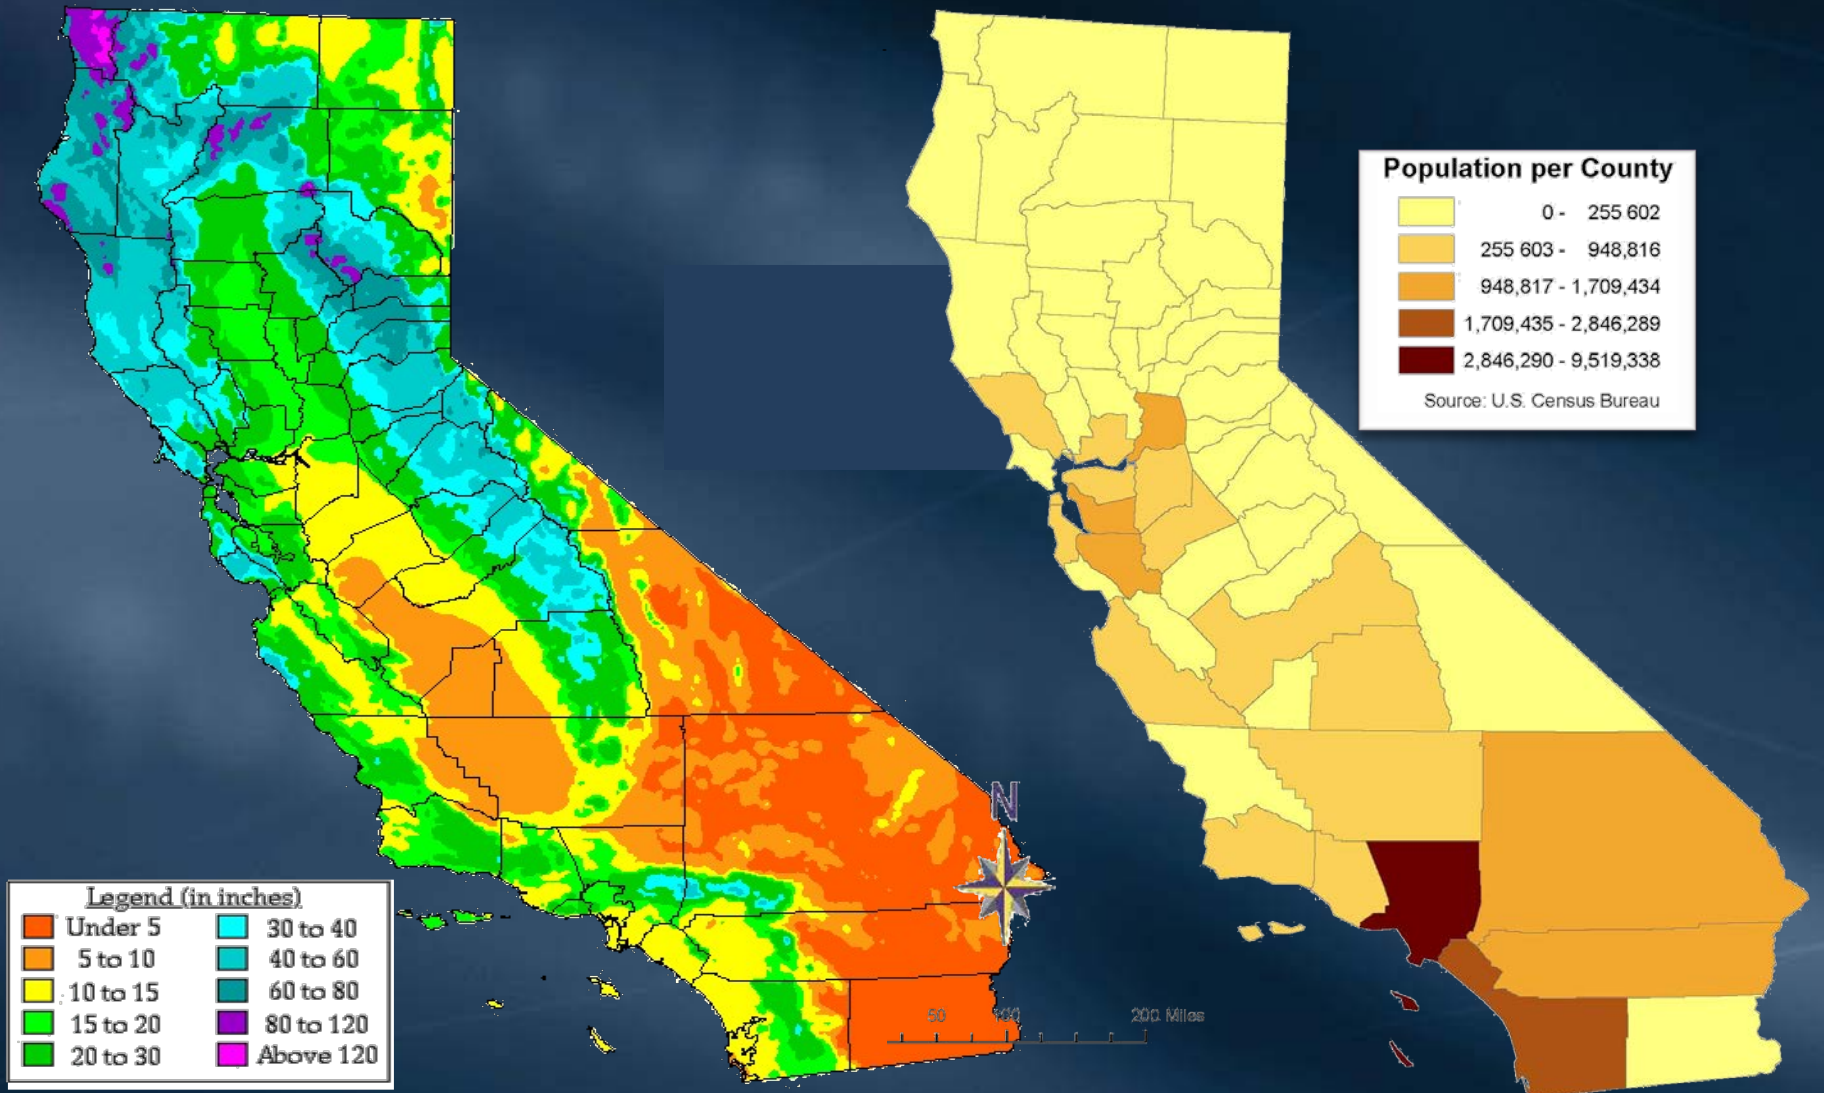 Population per County
0 - 255 602
255 603 - 948,816
948,817 - 1,709,434
1,709,435 - 2,846,289
2,846,290 - 9,519,338
Source: U.S. Census Bureau
N
50 100 200 Miles
Legend (in inches)
Under 5 30 to 40
5 to 10 40 to 60
10 to 15 60 to 80
15 to 20 80 to 120
20 to 30 Above 120